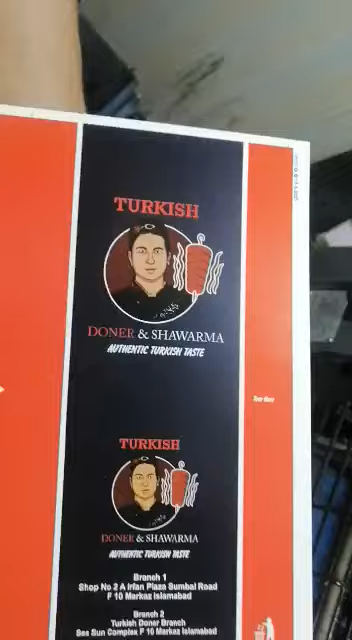 TURKISH
DONER & SHAWARMA
AUTHENTIC TURKISH TASTE
TURKISH
DONER & SHAWARMA
AUTHENTIC TURKISH TASTE
Branch 1
Shop No 2 A Irfan Plaza Sumbal Road
F 10 Markaz Islamabad
Branch 2
Turkish Doner Branch
Sea Sun Complex F 10 Markaz Islamabad